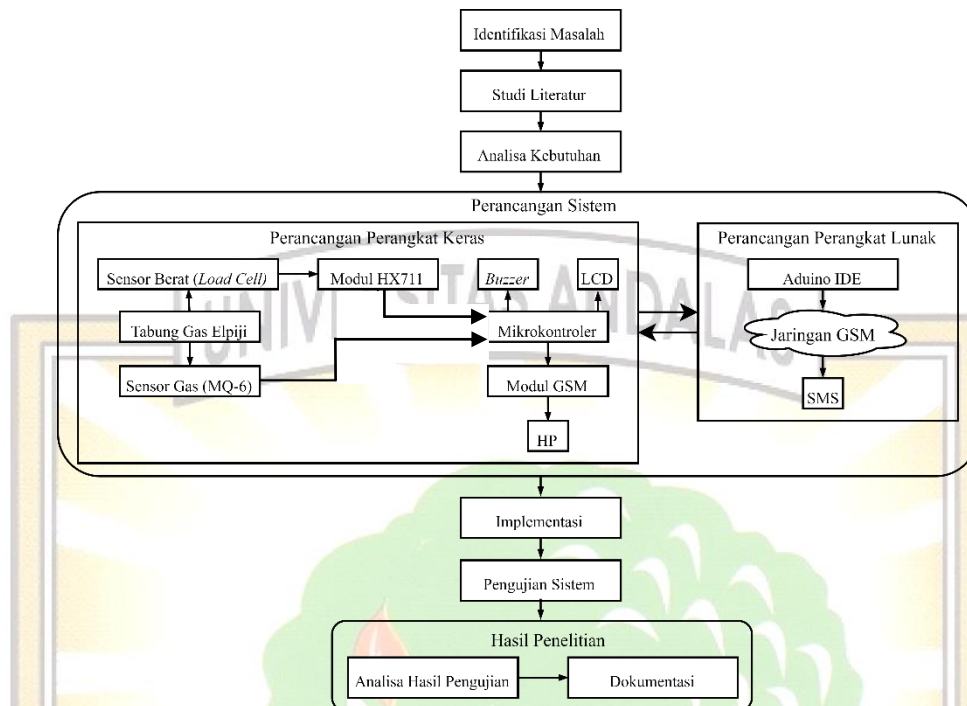 Identifikasi Masalah
Studi Literatur
Analisa Kebutuhan
Perancangan Sistem
Perancangan Perangkat Keras
Sensor Berat (Load Cell)
Modul HX711
Buzzer
LCD
Tabung Gas Elpiji
Mikrokontroler
Sensor Gas (MQ-6)
Modul GSM
HP
Perancangan Perangkat Lunak
Aduino IDE
Jaringan GSM
SMS
Implementasi
Pengujian Sistem
Hasil Penelitian
Analisa Hasil Pengujian
Dokumentasi